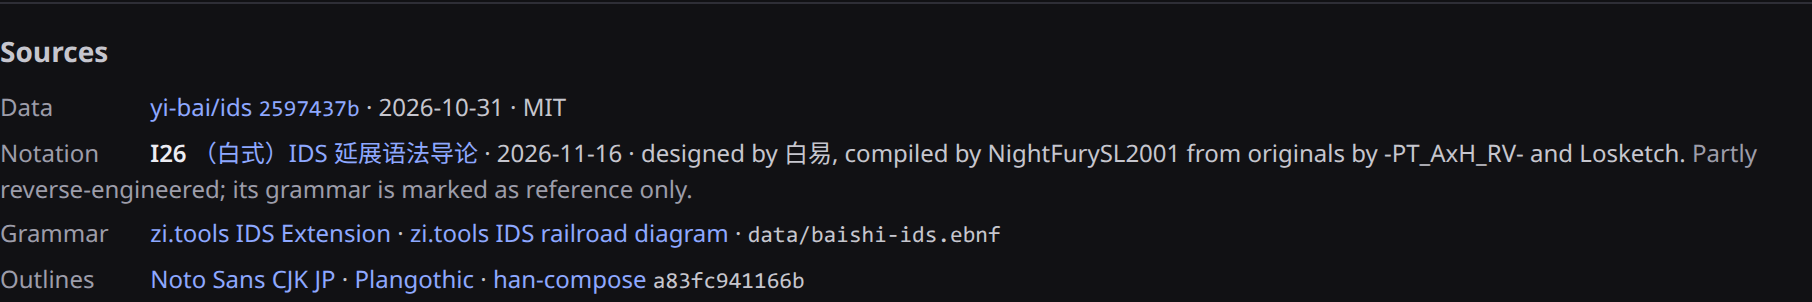 Sources
Data yi-bai/ids 2597437b · 2026-10-31 · MIT
Notation I26 （白式）IDS 延展语法导论 · 2026-11-16 · designed by 白易, compiled by NightFurySL2001 from originals by -PT_AxH_RV- and Losketch. Partly
reverse-engineered; its grammar is marked as reference only.
Grammar zi.tools IDS Extension · zi.tools IDS railroad diagram · data/baishi-ids.ebnf
Outlines Noto Sans CJK JP · Plangothic · han-compose a83fc941166b